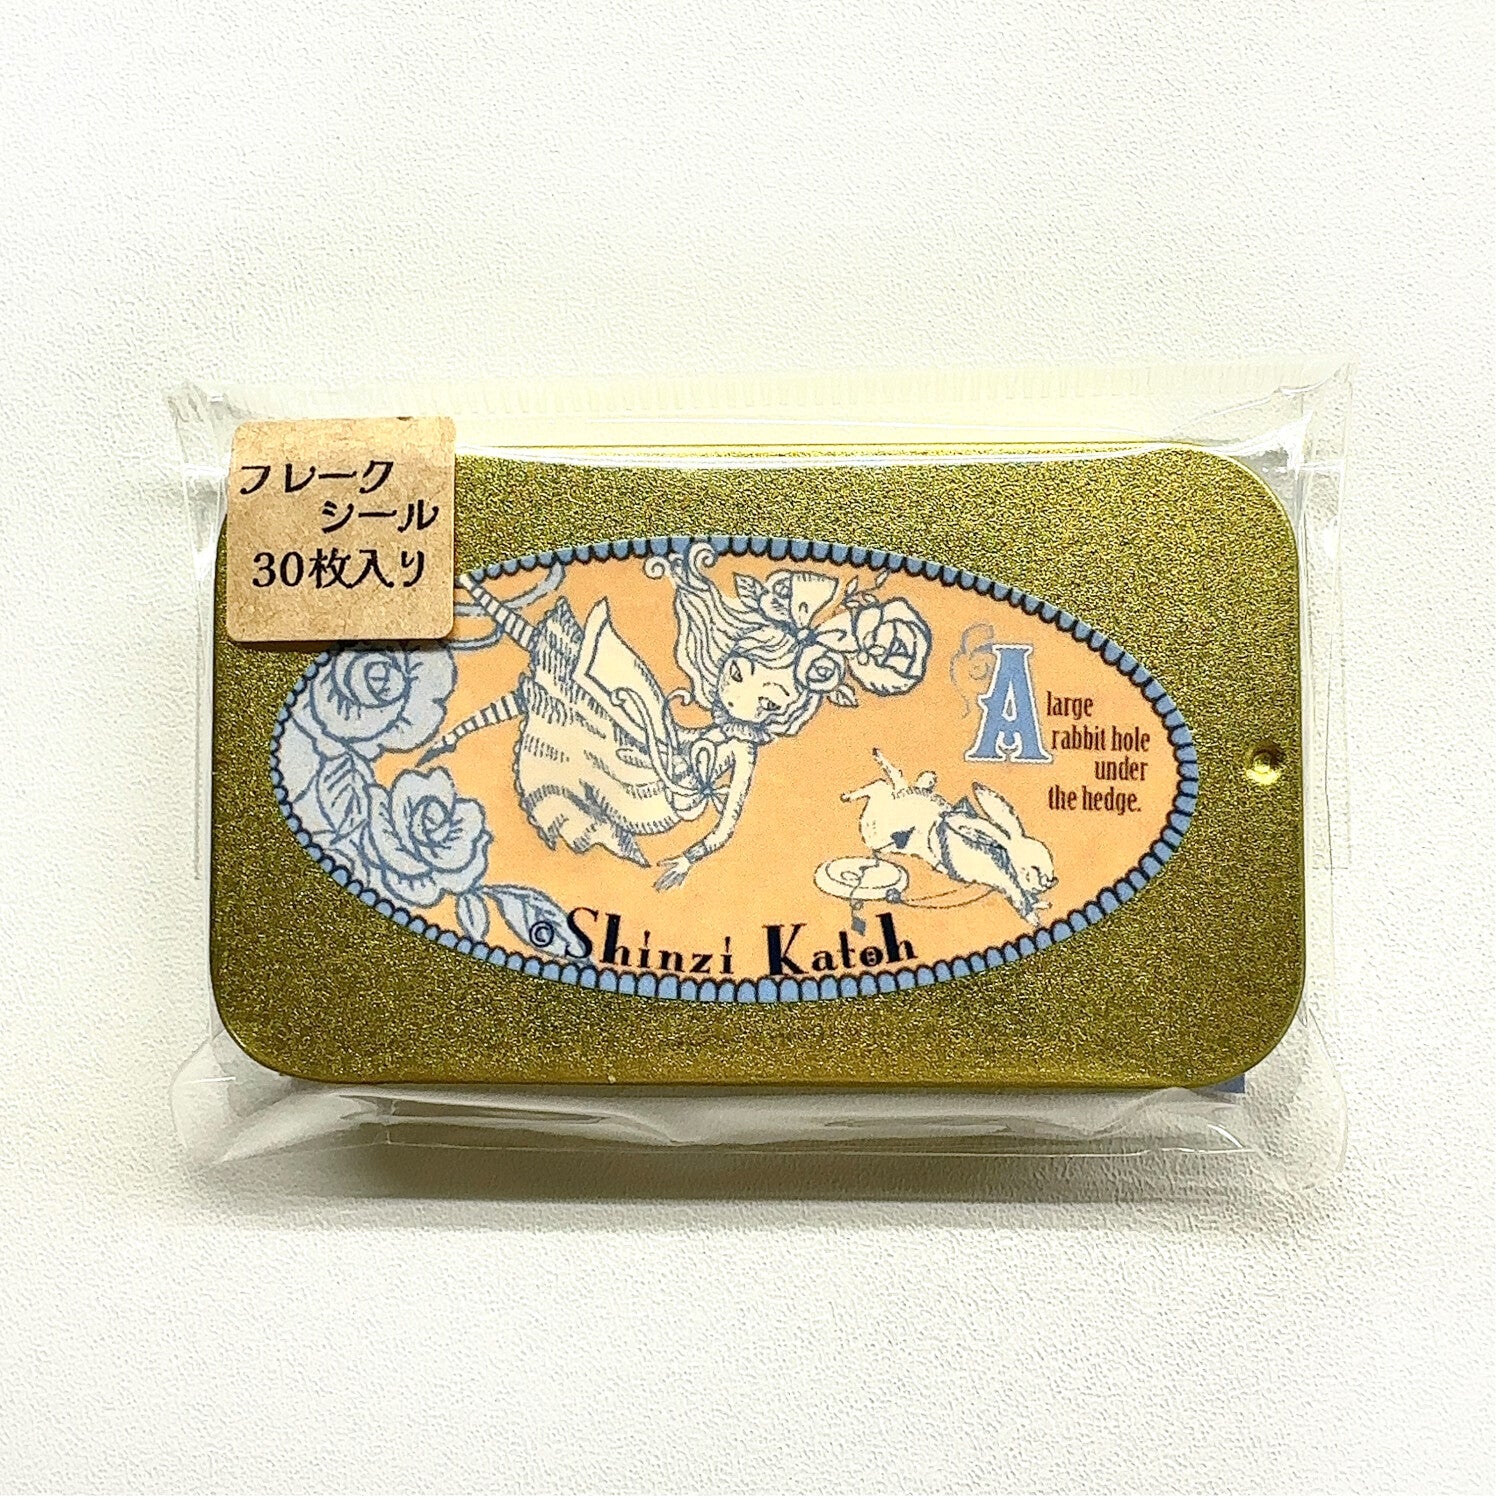 フレーク
シール
30枚入り
A large
rabbit hole
under
the hedge.
© Shinzi Katoh